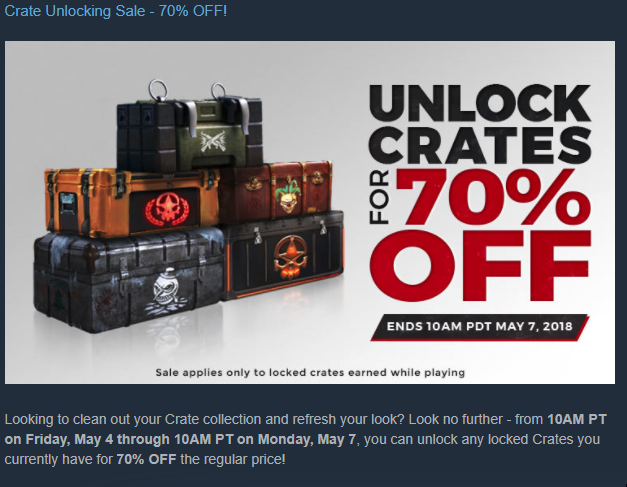 Crate Unlocking Sale - 70% OFF!
UNLOCK
CRATES
FOR 70%
OFF
ENDS 10AM PDT MAY 7, 2018
Sale applies only to locked crates earned while playing
Looking to clean out your Crate collection and refresh your look? Look no further - from 10AM PT
on Friday, May 4 through 10AM PT on Monday, May 7, you can unlock any locked Crates you
currently have for 70% OFF the regular price!